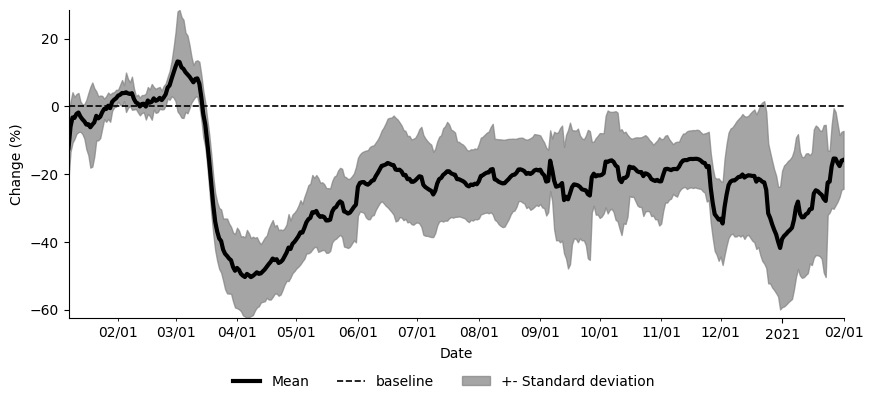 20
0
−20
−40
−60
Change (%)
02/01 03/01 04/01 05/01 06/01 07/01 08/01 09/01 10/01 11/01 12/01 2021 02/01
Date
Mean baseline +- Standard deviation